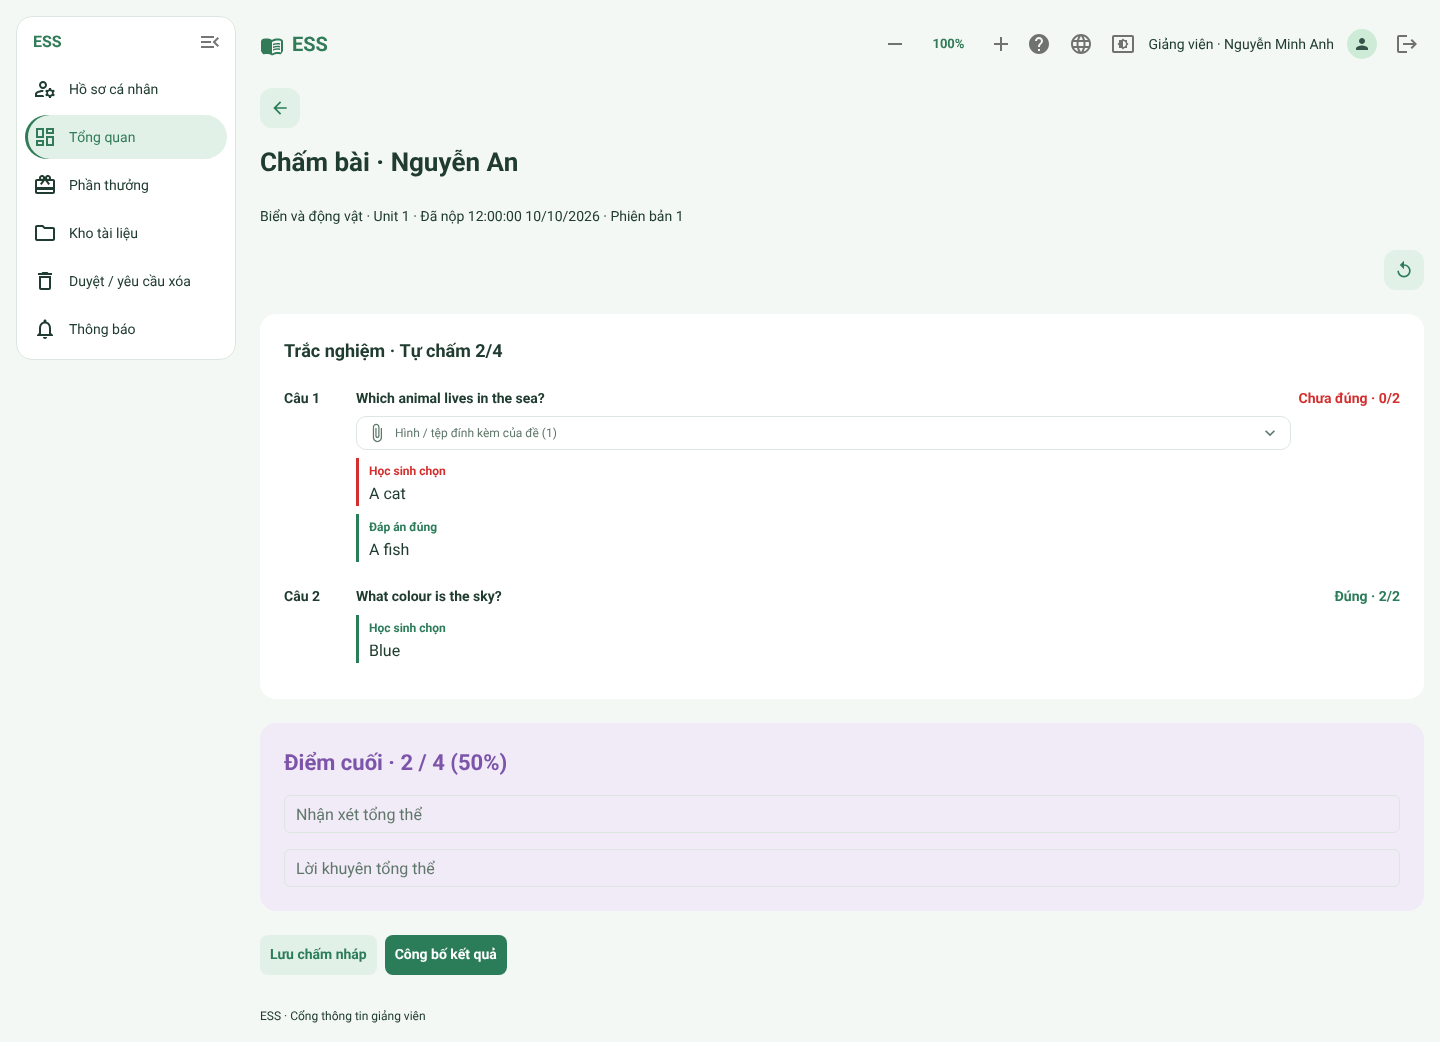 ESS
Hồ sơ cá nhân
Tổng quan
Phần thưởng
Kho tài liệu
Duyệt / yêu cầu xóa
Thông báo
ESS
100%
Giảng viên · Nguyễn Minh Anh
Chấm bài · Nguyễn An
Biển và động vật · Unit 1 · Đã nộp 12:00:00 10/10/2026 · Phiên bản 1
Trắc nghiệm · Tự chấm 2/4
Câu 1 Which animal lives in the sea? Chưa đúng · 0/2
Hình / tệp đính kèm của đề (1)
Học sinh chọn
A cat
Đáp án đúng
A fish
Câu 2 What colour is the sky? Đúng · 2/2
Học sinh chọn
Blue
Điểm cuối · 2 / 4 (50%)
Nhận xét tổng thể
Lời khuyên tổng thể
Lưu chấm nháp Công bố kết quả
ESS · Cổng thông tin giảng viên